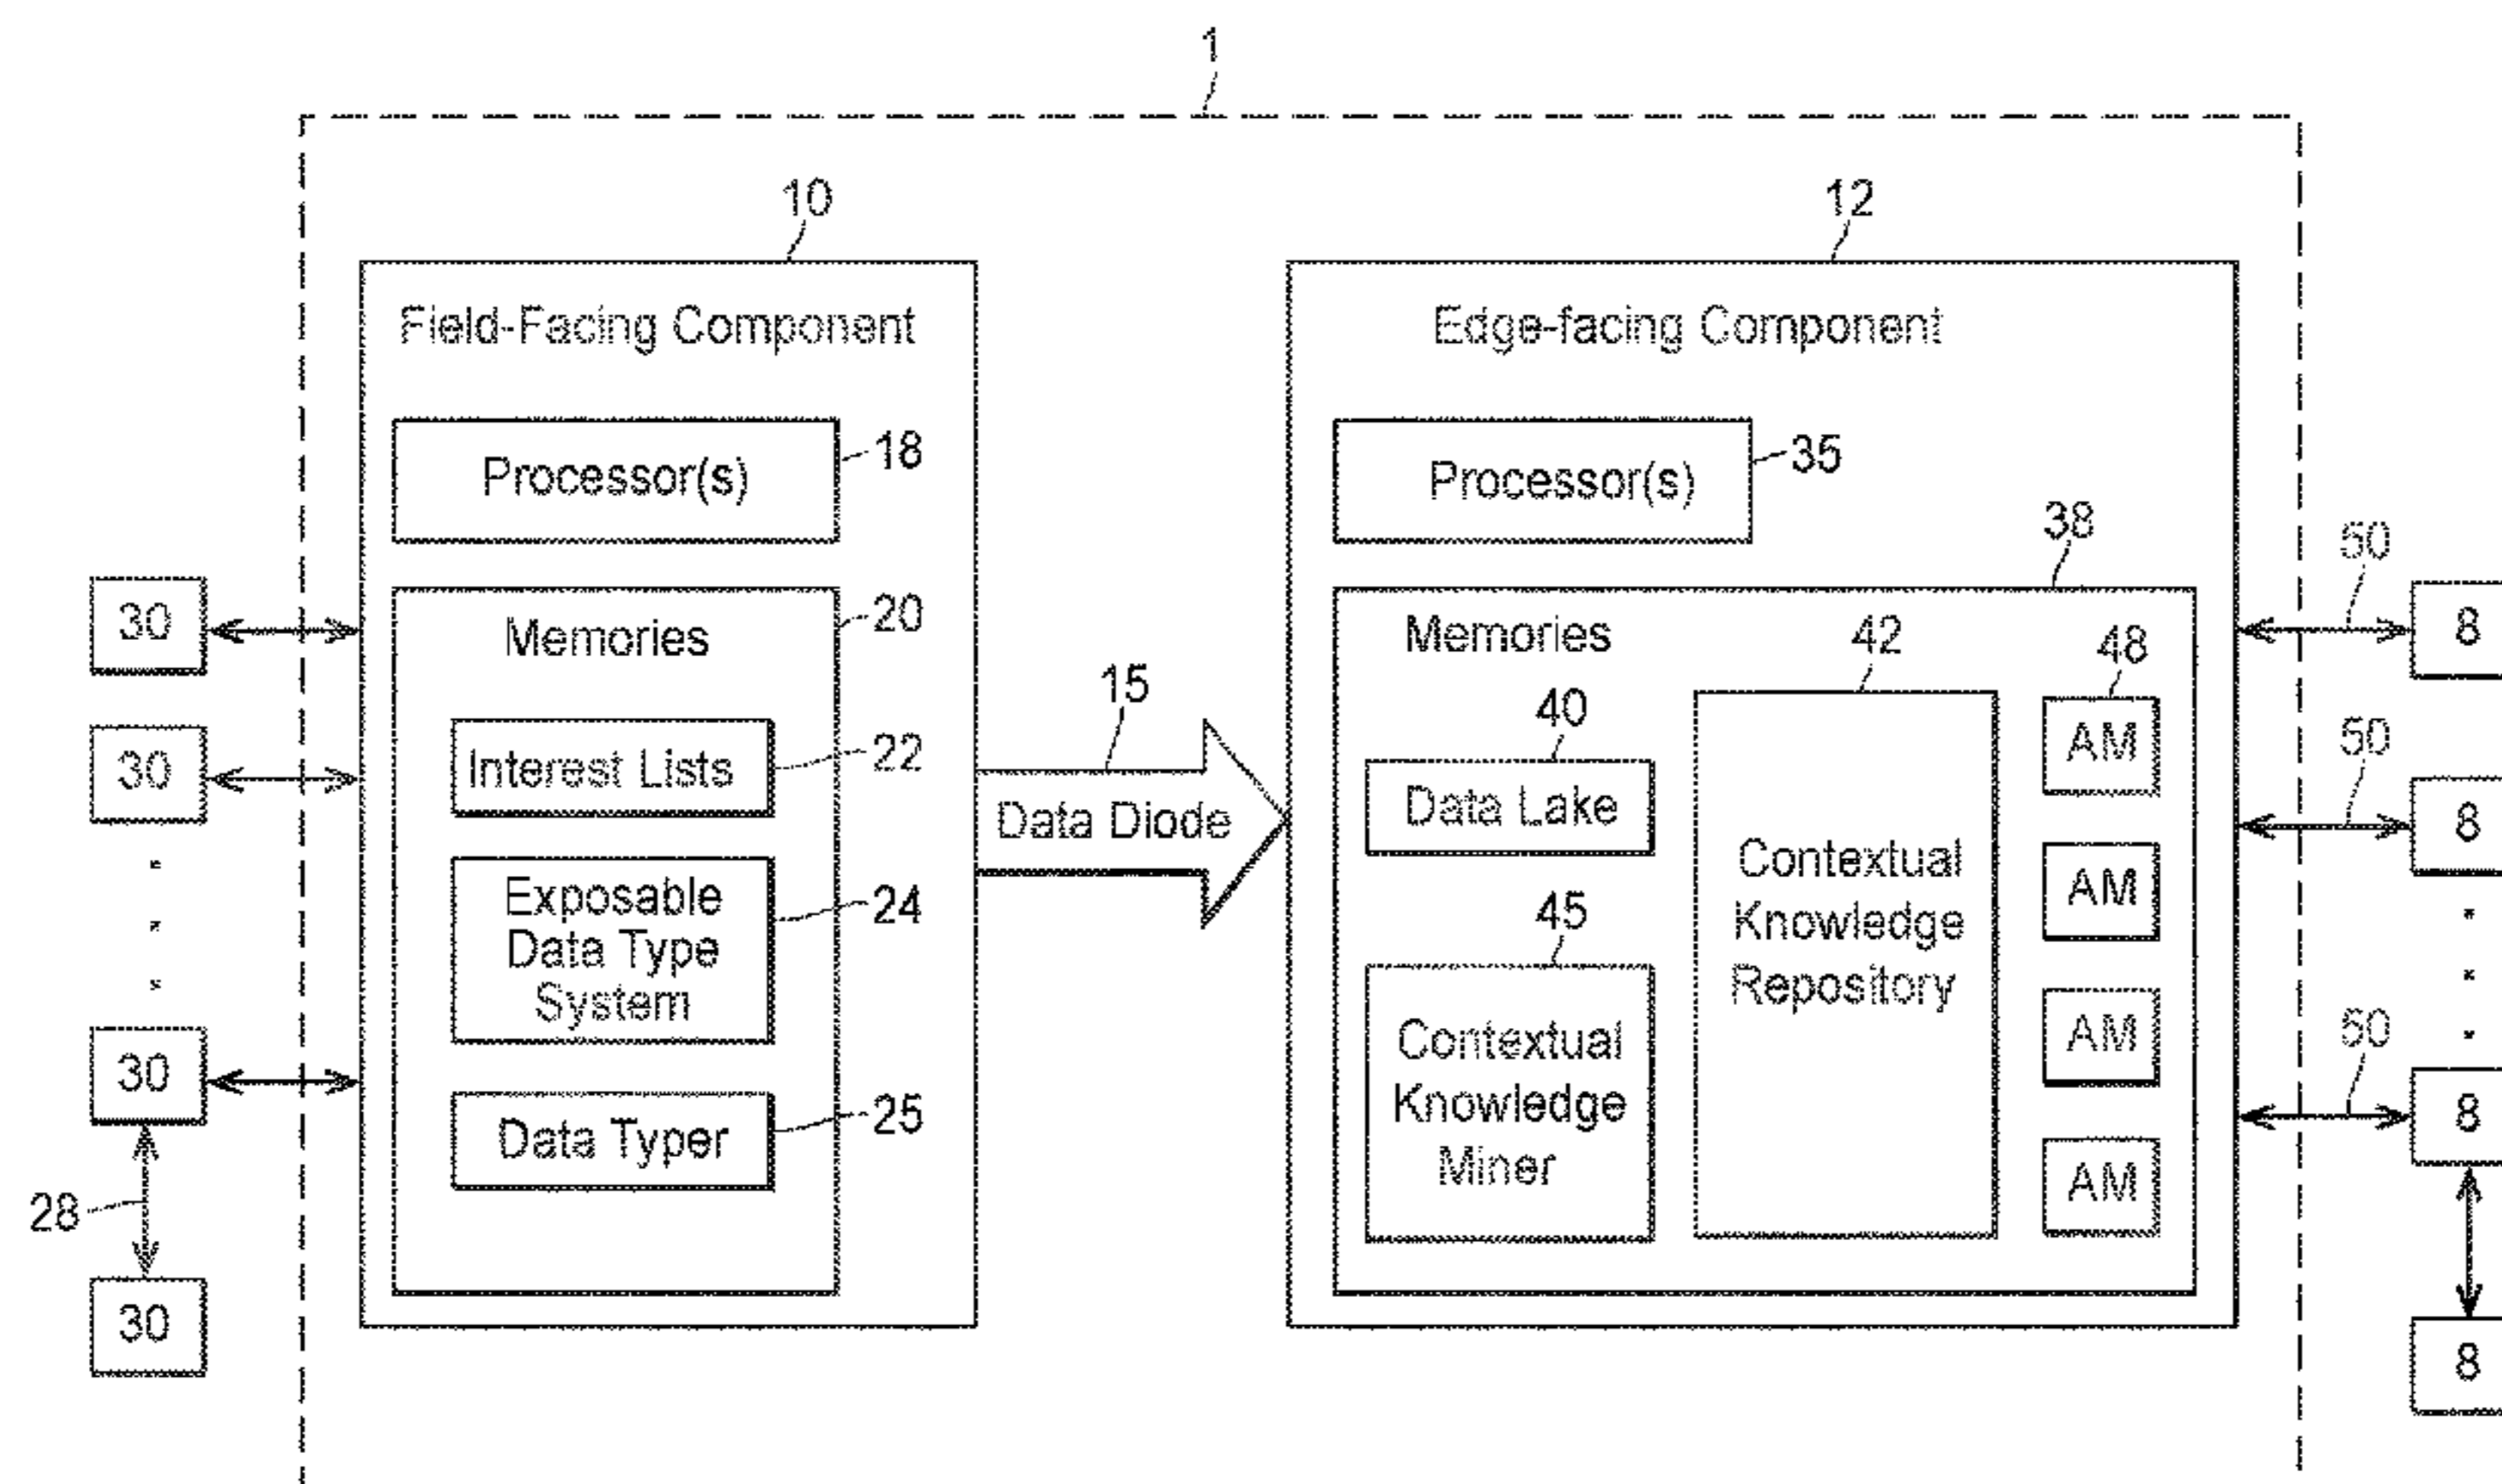 1
10
12
Field-Facing Component
Edge-facing Component
Processor(s)
18
Processor(s)
35
38
50
30
Memories
20
Memories
42
48
8
30
Interest Lists
22
15
Data Diode
40
Data Lake
AM
50
8
Exposable
Data Type
System
24
45
Contextual
Knowledge
Repository
AM
30
Data Typer
25
Contextual
Knowledge
Miner
AM
50
8
28
AM
30
8